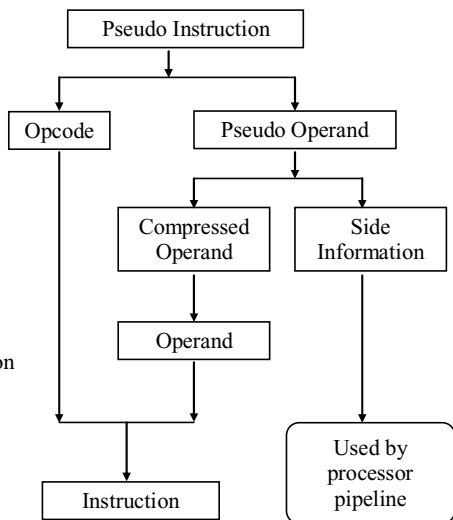 Pseudo Instruction
Opcode
Pseudo Operand
Compressed
Operand
Side
Information
Operand
on
Used by
processor
pipeline
Instruction